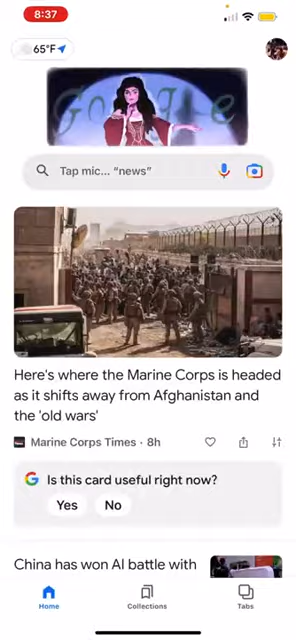 8:37
65°F
Google
Tap mic... “news”
Here's where the Marine Corps is headed
as it shifts away from Afghanistan and
the 'old wars'
Marine Corps Times · 8h
G Is this card useful right now?
Yes No
China has won AI battle with
Home Collections Tabs